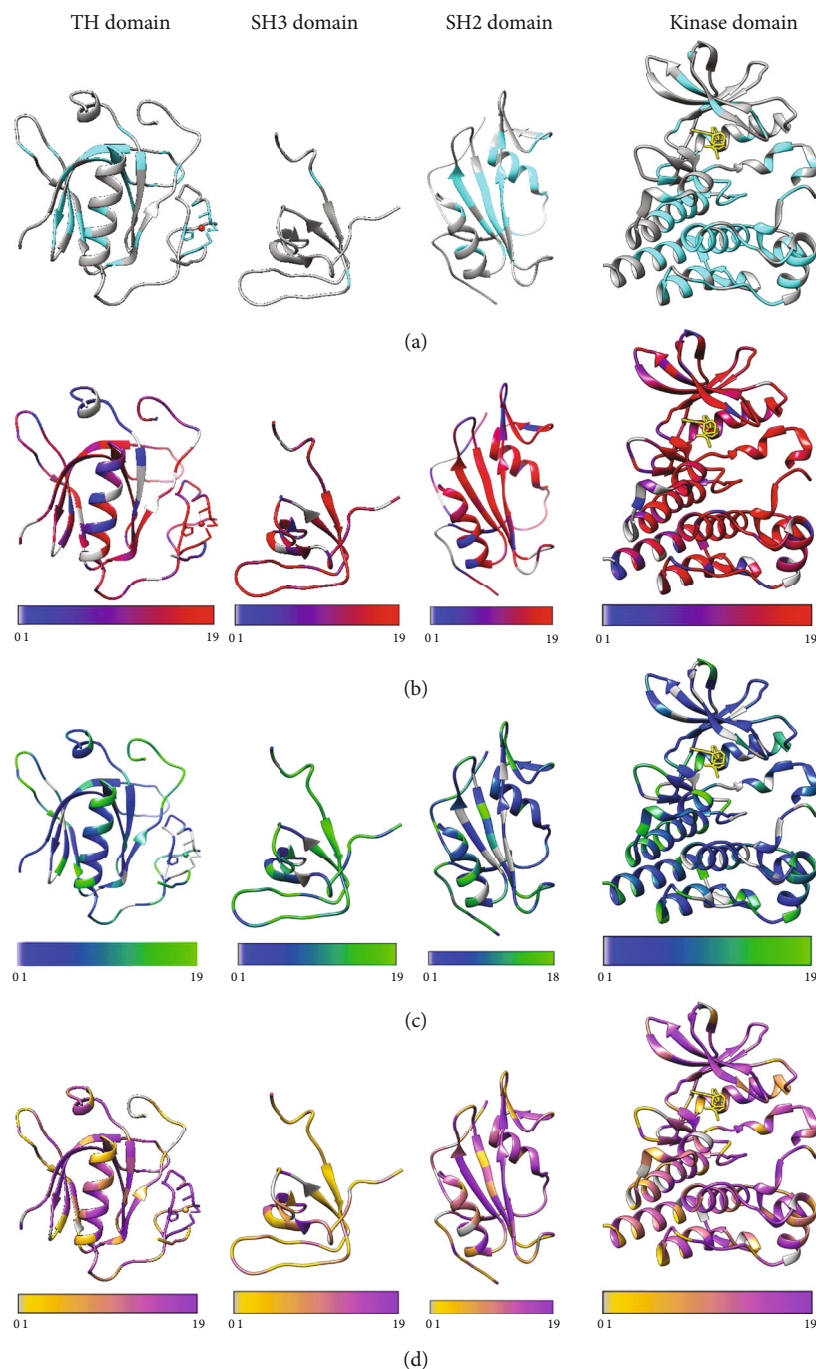 TH domain SH3 domain SH2 domain Kinase domain
(a)
0 1 19 0 1 19 0 1 19 0 1 19
(b)
0 1 19 0 1 19 0 1 18 0 1 19
(c)
0 1 19 0 1 19 0 1 19 0 1 19
(d)